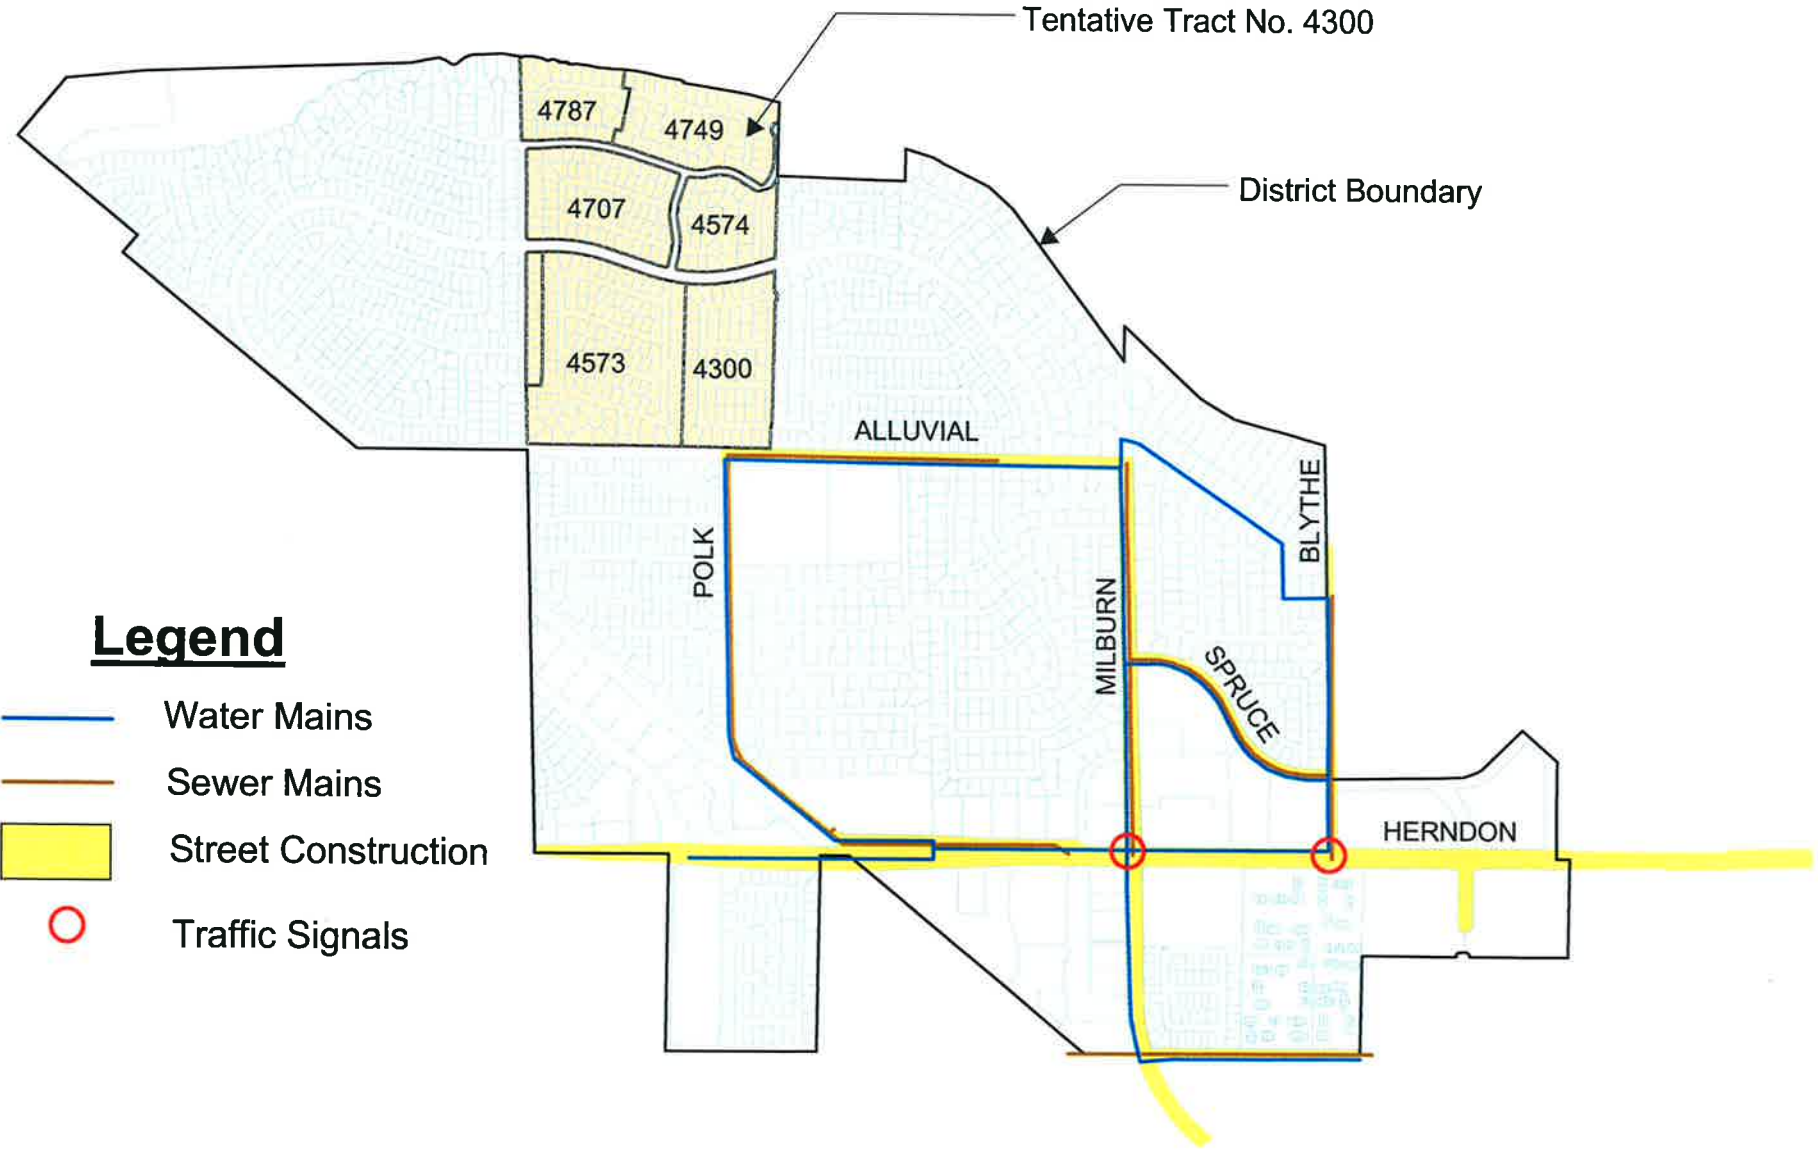 Tentative Tract No. 4300
4787
4749
District Boundary
4707
4574
4573
4300
ALLUVIAL
BLYTHE
POLK
MILBURN
SPRUCE
HERNDON
Legend
Water Mains
Sewer Mains
Street Construction
Traffic Signals